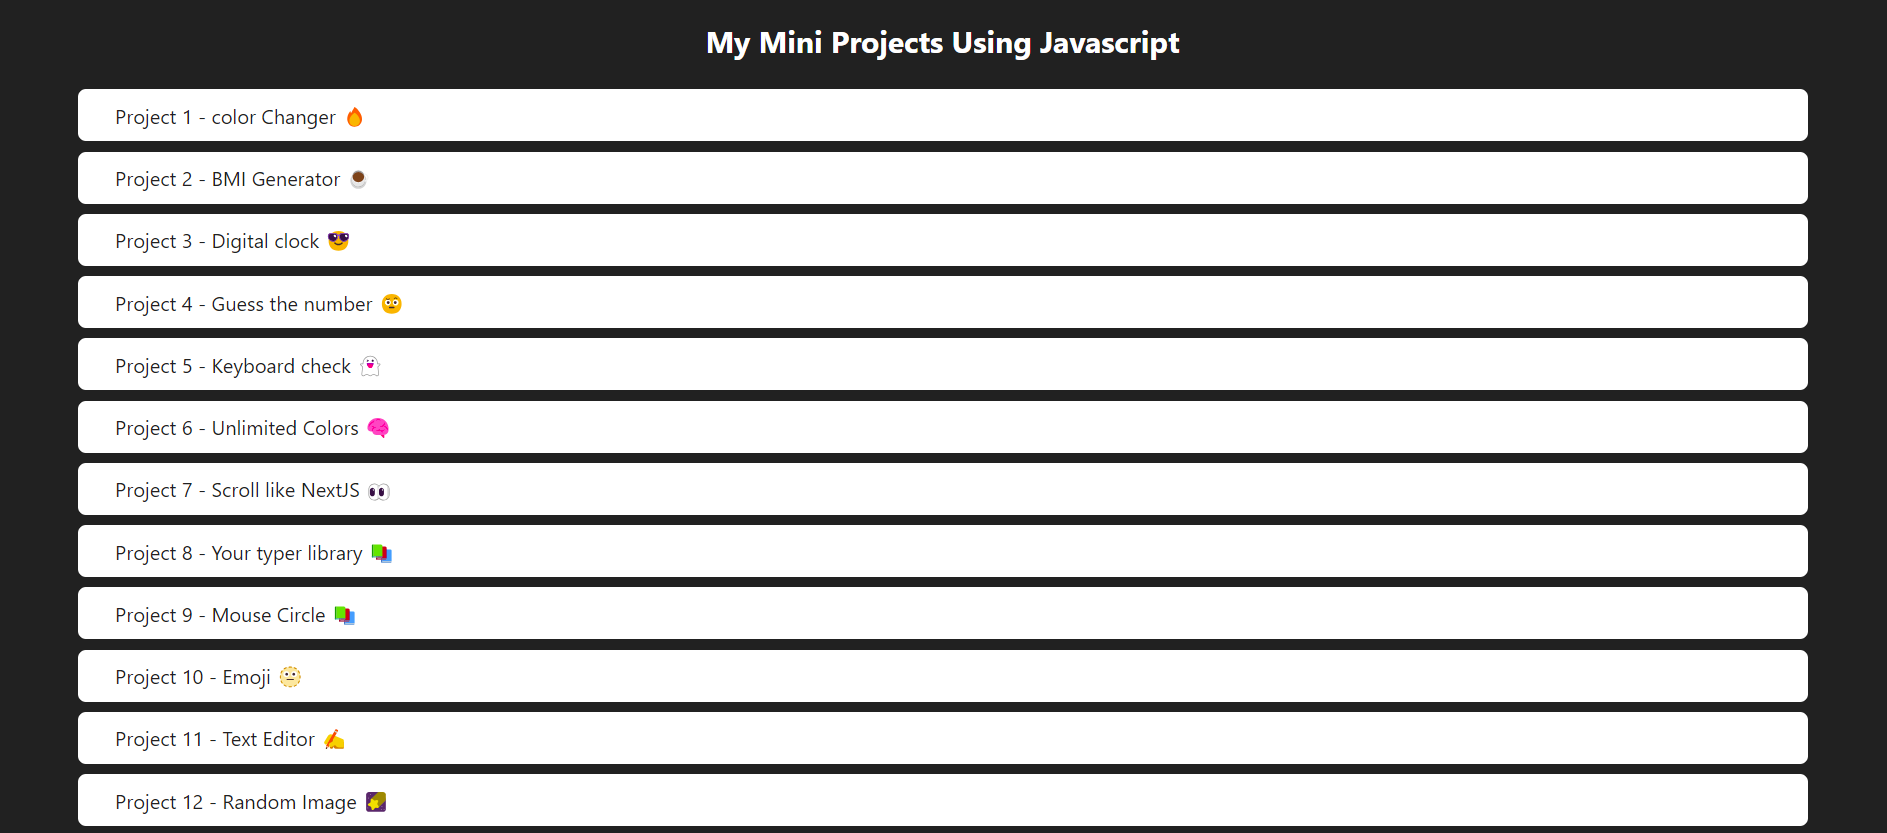 My Mini Projects Using Javascript
Project 1 - color Changer 🔥
Project 2 - BMI Generator ☕
Project 3 - Digital clock 😎
Project 4 - Guess the number 😳
Project 5 - Keyboard check 👻
Project 6 - Unlimited Colors 🧠
Project 7 - Scroll like NextJS 👀
Project 8 - Your typer library 📚
Project 9 - Mouse Circle 📚
Project 10 - Emoji 🫥
Project 11 - Text Editor ✍️
Project 12 - Random Image 🌠